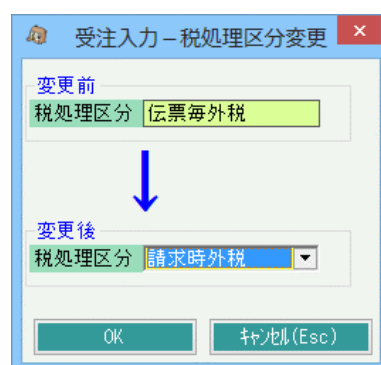 受注入力 – 税処理区分変更
変更前
税処理区分 伝票毎外税
変更後
税処理区分 請求時外税
OK ｷｬﾝｾﾙ(Esc)